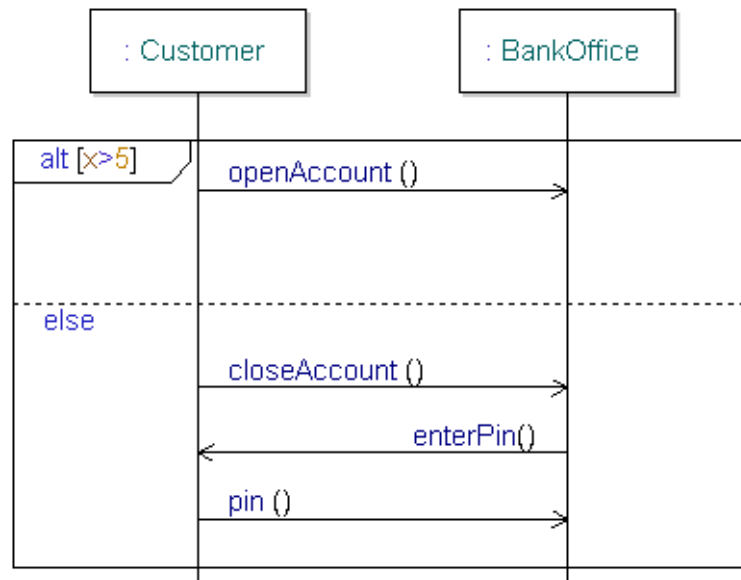 : Customer
: BankOffice
alt [x>5]
openAccount ()
else
closeAccount ()
enterPin()
pin ()